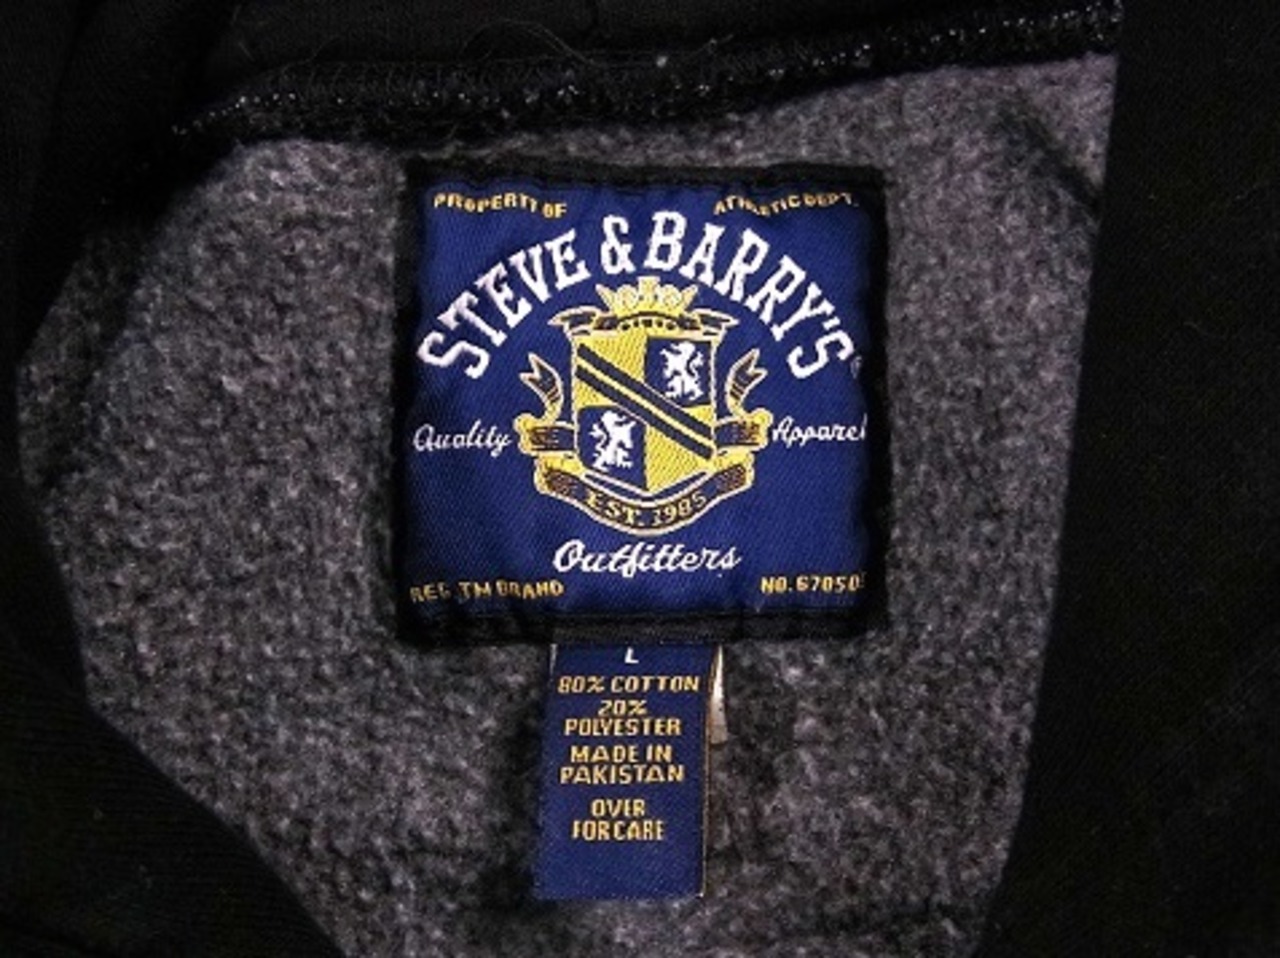 PROPERTY OF ATHLETIC DEPT.
STEVE & BARRY'S
Quality Apparel
EST. 1985
Outfitters
REG. TM BRAND
L
80% COTTON
20%
POLYESTER
MADE IN
PAKISTAN
OVER
FOR CARE